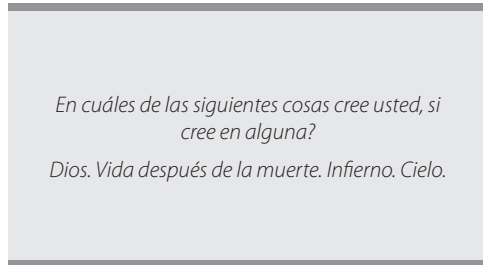 En cuáles de las siguientes cosas cree usted, si
cree en alguna?
Dios. Vida después de la muerte. Infierno. Cielo.